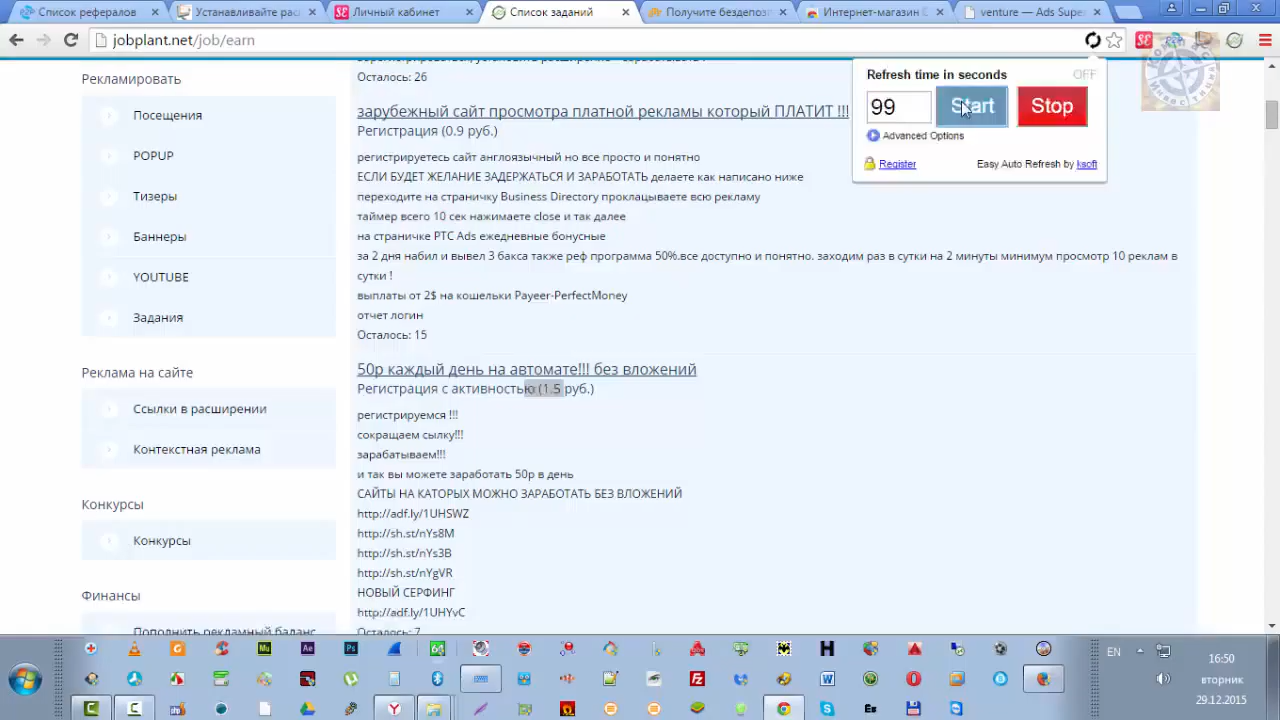 Список рефералов
Устанавливайте рас
Личный кабинет
Список заданий
Получите бездепоз
Интернет-магазин
venture — Ads Super
jobplant.net/job/earn
Refresh time in seconds
OFF
99
Start
Stop
Advanced Options
Register
Easy Auto Refresh by ksoft
Рекламировать
Посещения
POPUP
Тизеры
Баннеры
YOUTUBE
Задания
Реклама на сайте
Ссылки в расширении
Контекстная реклама
Конкурсы
Конкурсы
Финансы
Пополнить рекламный баланс
Осталось: 26
зарубежный сайт просмотра платной рекламы который ПЛАТИТ !!!
Регистрация (0.9 руб.)
регистрируетесь сайт англоязычный но все просто и понятно
ЕСЛИ БУДЕТ ЖЕЛАНИЕ ЗАДЕРЖАТЬСЯ И ЗАРАБОТАТЬ делаете как написано ниже
переходите на страничку Business Directory прокладываете всю рекламу
таймер всего 10 сек нажимаете close и так далее
на страничке PTC Ads ежедневные бонусные
за 2 дня набил и вывел 3 бакса также реф программа 50%.все доступно и понятно. заходим раз в сутки на 2 минуты минимум просмотр 10 реклам в
сутки !
выплаты от 2$ на кошельки Payeer-PerfectMoney
отчет логин
Осталось: 15
50р каждый день на автомате!!! без вложений
Регистрация с активностью (1.5 руб.)
регистрируемся !!!
сокращаем сылку!!!
зарабатываем!!!
и так вы можете заработать 50р в день
САЙТЫ НА КАТОРЫХ МОЖНО ЗАРАБОТАТЬ БЕЗ ВЛОЖЕНИЙ
http://adf.ly/1UHSWZ
http://sh.st/nYs8M
http://sh.st/nYs3B
http://sh.st/nYgVR
НОВЫЙ СЕРФИНГ
http://adf.ly/1UHYvC
Осталось: 7
EN
16:50
вторник
29.12.2015